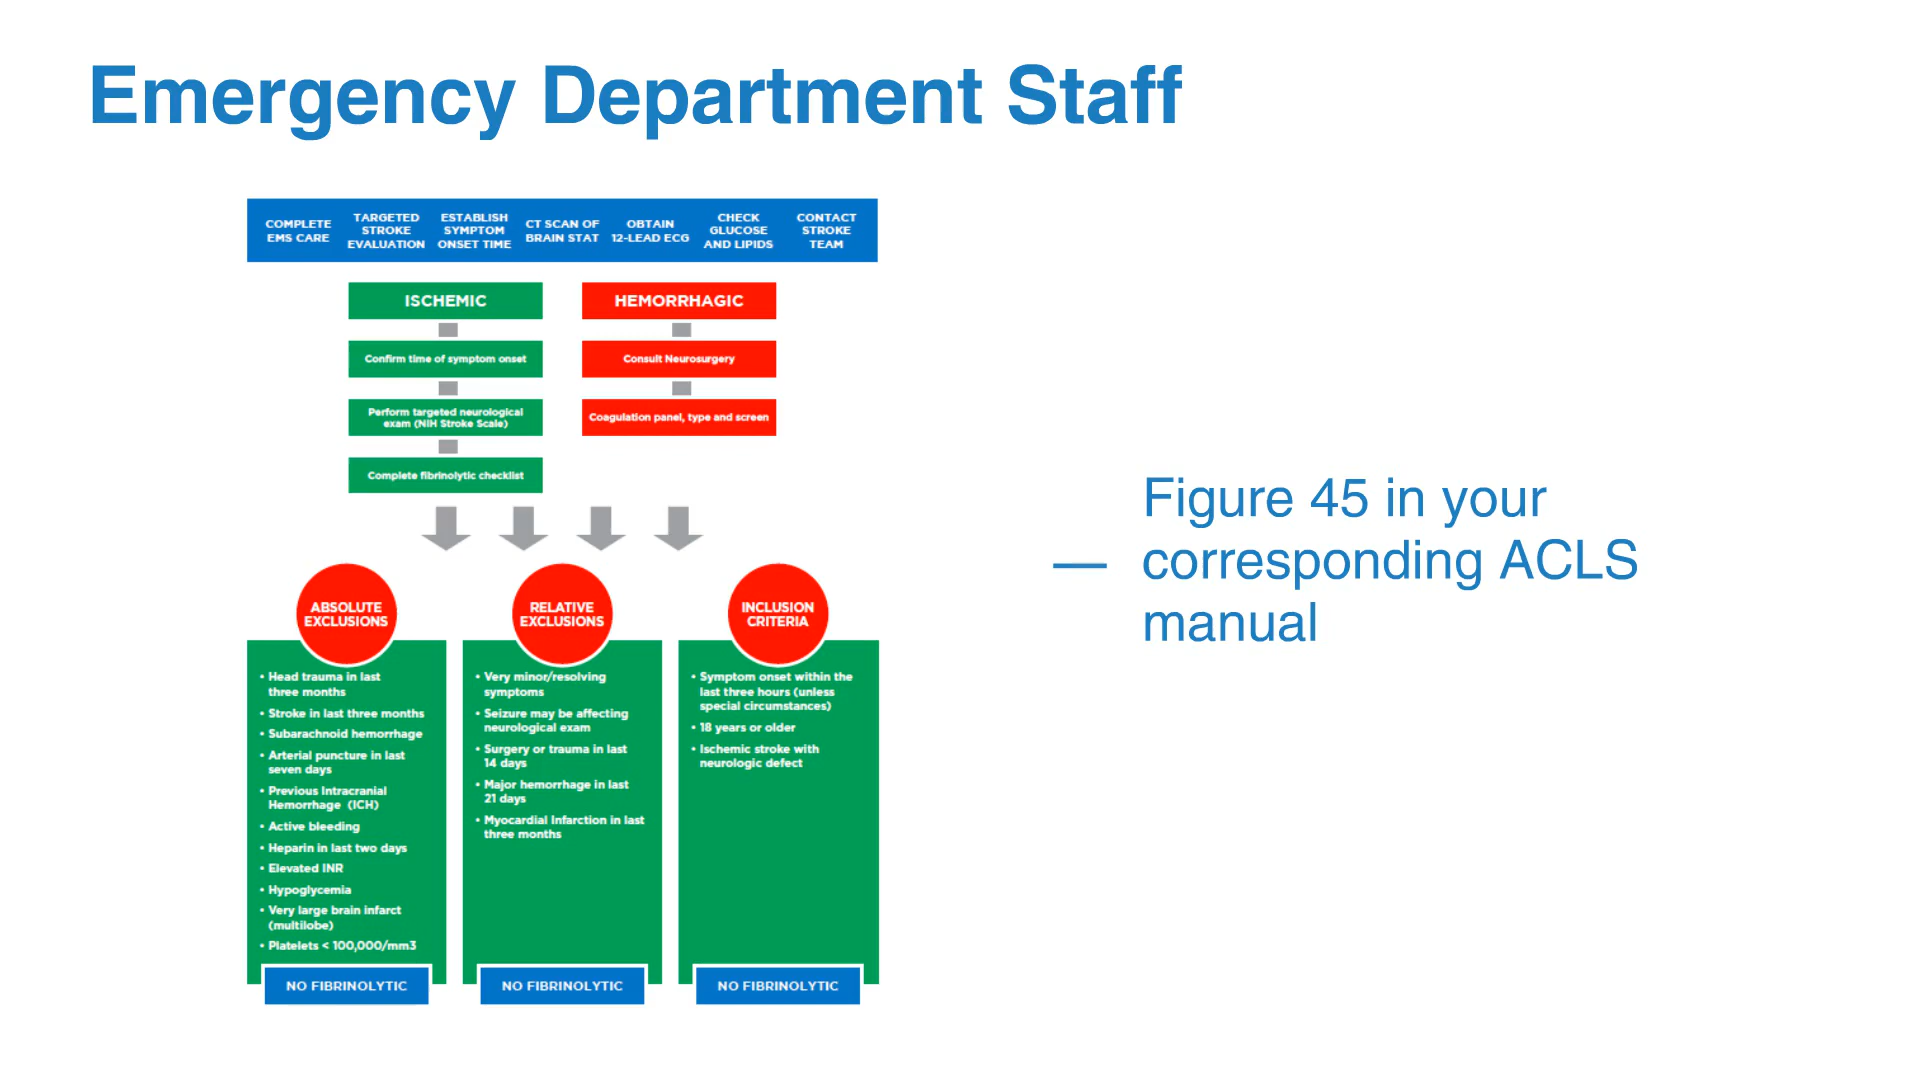 Emergency Department Staff
COMPLETE
EMS CARE
TARGETED
STROKE
EVALUATION
ESTABLISH
SYMPTOM
ONSET TIME
CT SCAN OF
BRAIN STAT
OBTAIN
12-LEAD ECG
CHECK
GLUCOSE
AND LIPIDS
CONTACT
STROKE
TEAM
ISCHEMIC
Confirm time of symptom onset
Perform targeted neurological
exam (NIH Stroke Scale)
Complete fibrinolytic checklist
HEMORRHAGIC
Consult Neurosurgery
Coagulation panel, type and screen
ABSOLUTE
EXCLUSIONS
• Head trauma in last
three months
• Stroke in last three months
• Subarachnoid hemorrhage
• Arterial puncture in last
seven days
• Previous Intracranial
Hemorrhage (ICH)
• Active bleeding
• Heparin in last two days
• Elevated INR
• Hypoglycemia
• Very large brain infarct
(multilobe)
• Platelets < 100,000/mm3
NO FIBRINOLYTIC
RELATIVE
EXCLUSIONS
• Very minor/resolving
symptoms
• Seizure may be affecting
neurological exam
• Surgery or trauma in last
14 days
• Major hemorrhage in last
21 days
• Myocardial Infarction in last
three months
NO FIBRINOLYTIC
INCLUSION
CRITERIA
• Symptom onset within the
last three hours (unless
special circumstances)
• 18 years or older
• Ischemic stroke with
neurologic defect
NO FIBRINOLYTIC
— Figure 45 in your
corresponding ACLS
manual